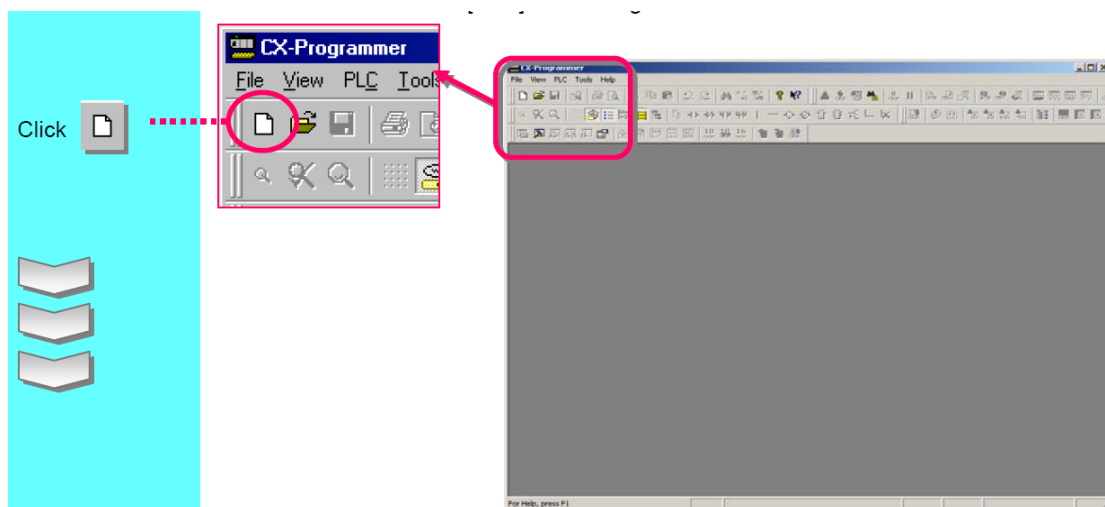 CX-Programmer
File View PLC Tools
Click
CX-Programmer
File View PLC Tools Help
For Help, press F1